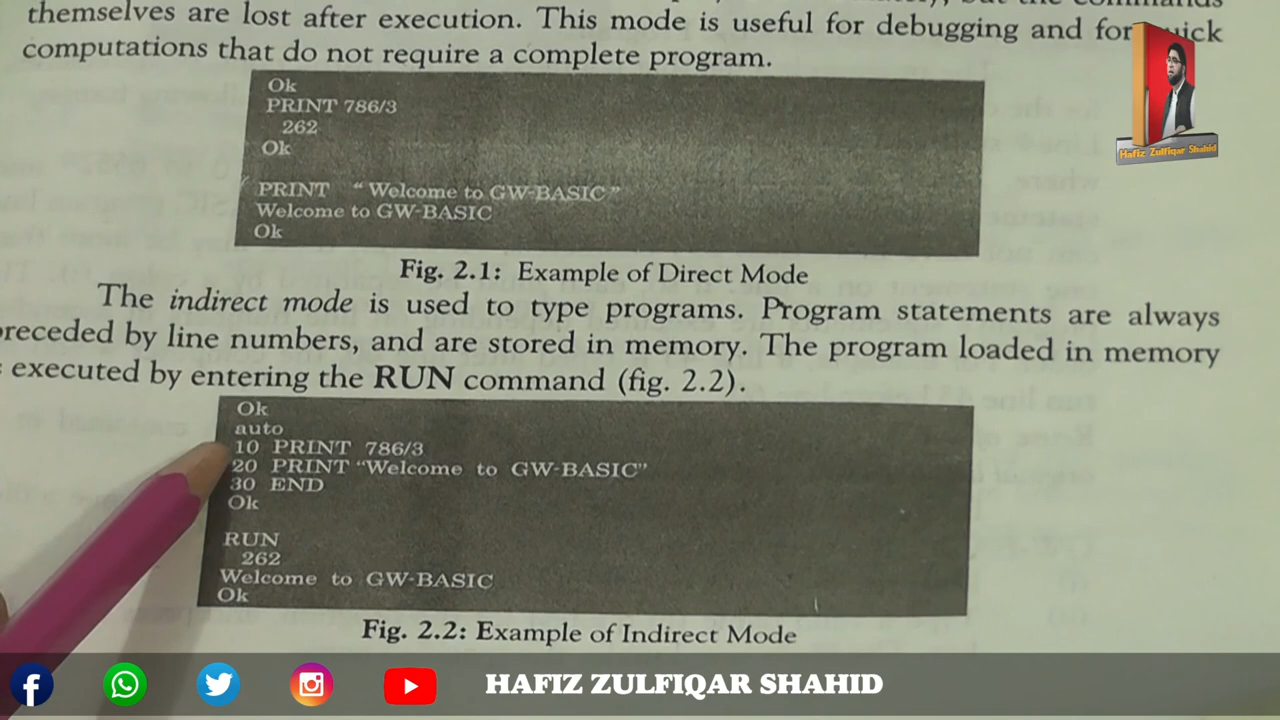 themselves are lost after execution. This mode is useful for debugging and for quick
computations that do not require a complete program.
Ok
PRINT 786/3
262
Ok
PRINT "Welcome to GW-BASIC"
Welcome to GW-BASIC
Ok
Fig. 2.1: Example of Direct Mode
The indirect mode is used to type programs. Program statements are always
preceded by line numbers, and are stored in memory. The program loaded in memory
executed by entering the RUN command (fig. 2.2).
Ok
auto
10 PRINT 786/3
20 PRINT "Welcome to GW-BASIC"
30 END
Ok
RUN
262
Welcome to GW-BASIC
Ok
Fig. 2.2: Example of Indirect Mode
Hafiz Zulfiqar Shahid
HAFIZ ZULFIQAR SHAHID